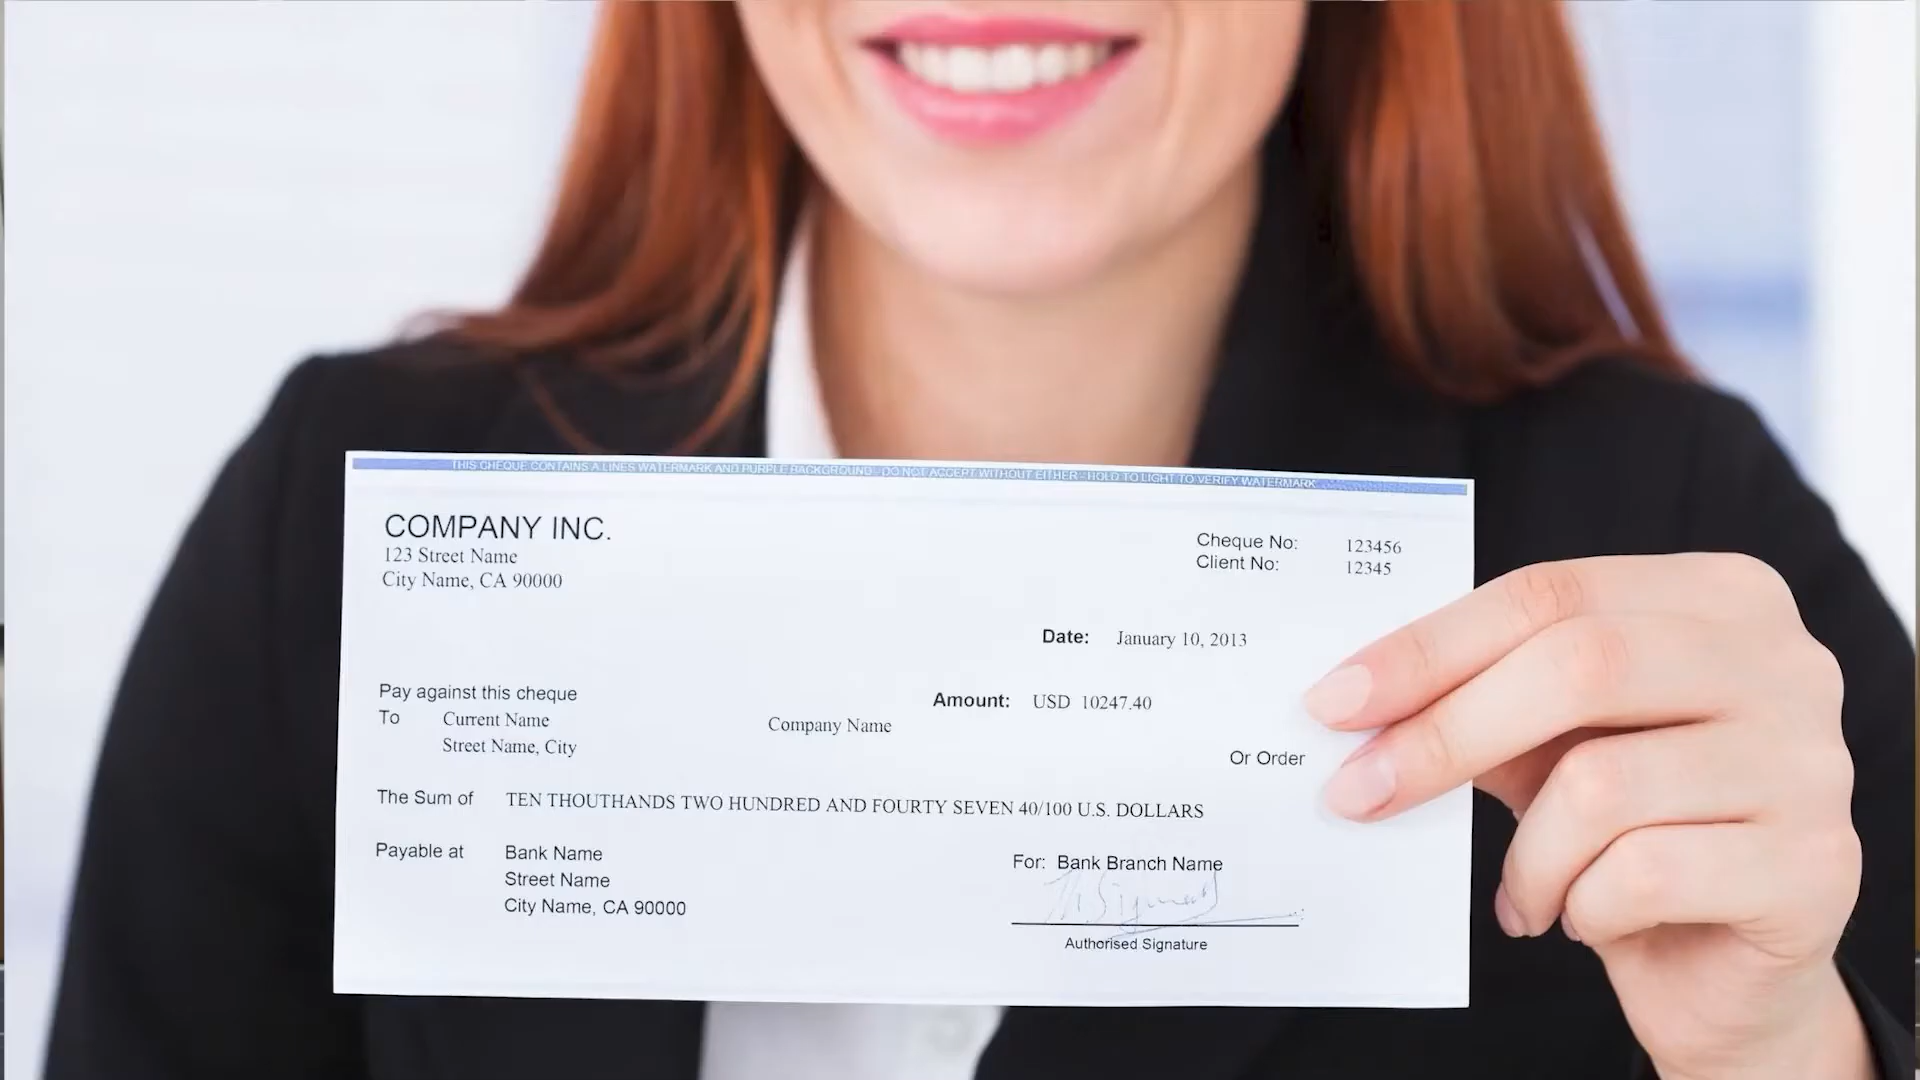 THIS CHEQUE CONTAINS A LINES WATERMARK AND PURPLE BACKGROUND - DO NOT ACCEPT WITHOUT EITHER - HOLD TO LIGHT TO VERIFY WATERMARK
COMPANY INC.
123 Street Name
City Name, CA 90000
Cheque No: 123456
Client No: 12345
Date: January 10, 2013
Pay against this cheque
Amount: USD 10247.40
To Current Name Company Name
Street Name, City
Or Order
The Sum of TEN THOUTHANDS TWO HUNDRED AND FOURTY SEVEN 40/100 U.S. DOLLARS
Payable at Bank Name
Street Name
City Name, CA 90000
For: Bank Branch Name
Authorised Signature